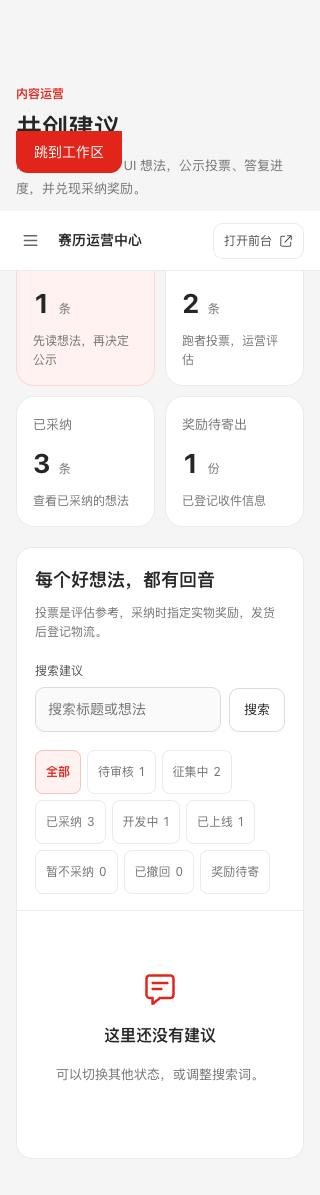 内容运营
共创建议
跳到工作区
UI 想法，公示投票、答复进
度，并兑现采纳奖励。
赛历运营中心
打开前台
1 条
2 条
先读想法，再决定
公示
跑者投票，运营评
估
已采纳
奖励待寄出
3 条
1 份
查看已采纳的想法
已登记收件信息
每个好想法，都有回音
投票是评估参考，采纳时指定实物奖励，发货
后登记物流。
搜索建议
搜索标题或想法
搜索
全部
待审核 1
征集中 2
已采纳 3
开发中 1
已上线 1
暂不采纳 0
已撤回 0
奖励待寄
这里还没有建议
可以切换其他状态，或调整搜索词。